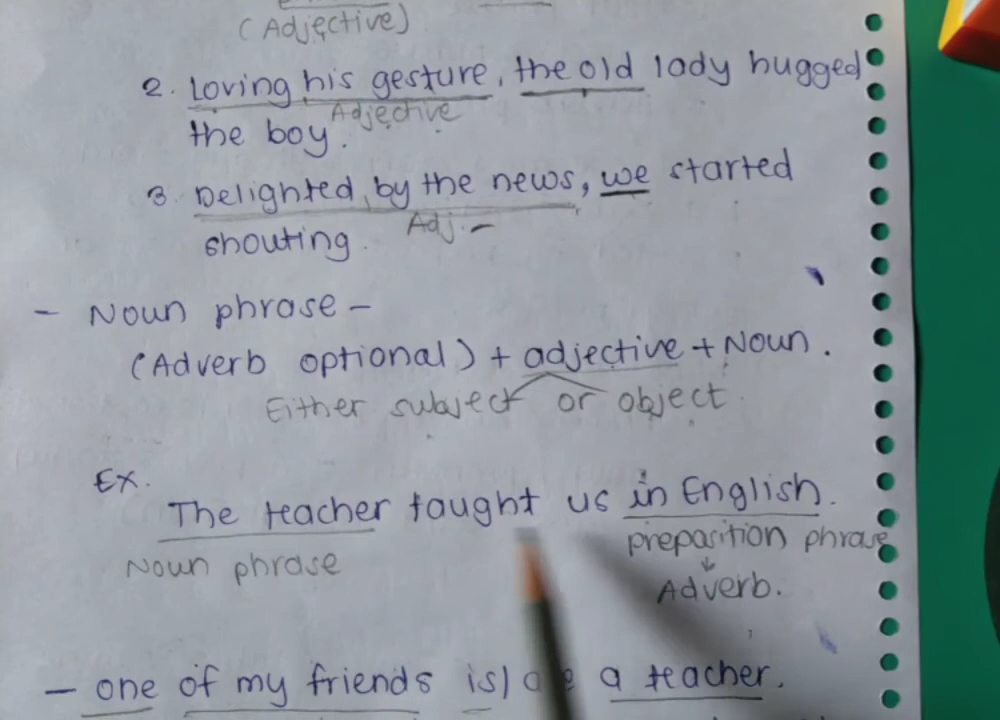 (Adjective)
2. Loving his gesture, the old lady hugged
Adjective
the boy.
3. Delighted by the news, we started
Adj.-
shouting.
- Noun phrase -
(Adverb optional) + adjective + Noun.
Either subject or object
Ex.
The teacher taught us in English.
Noun phrase preposition phrase
Adverb.
- one of my friends is/ a teacher.